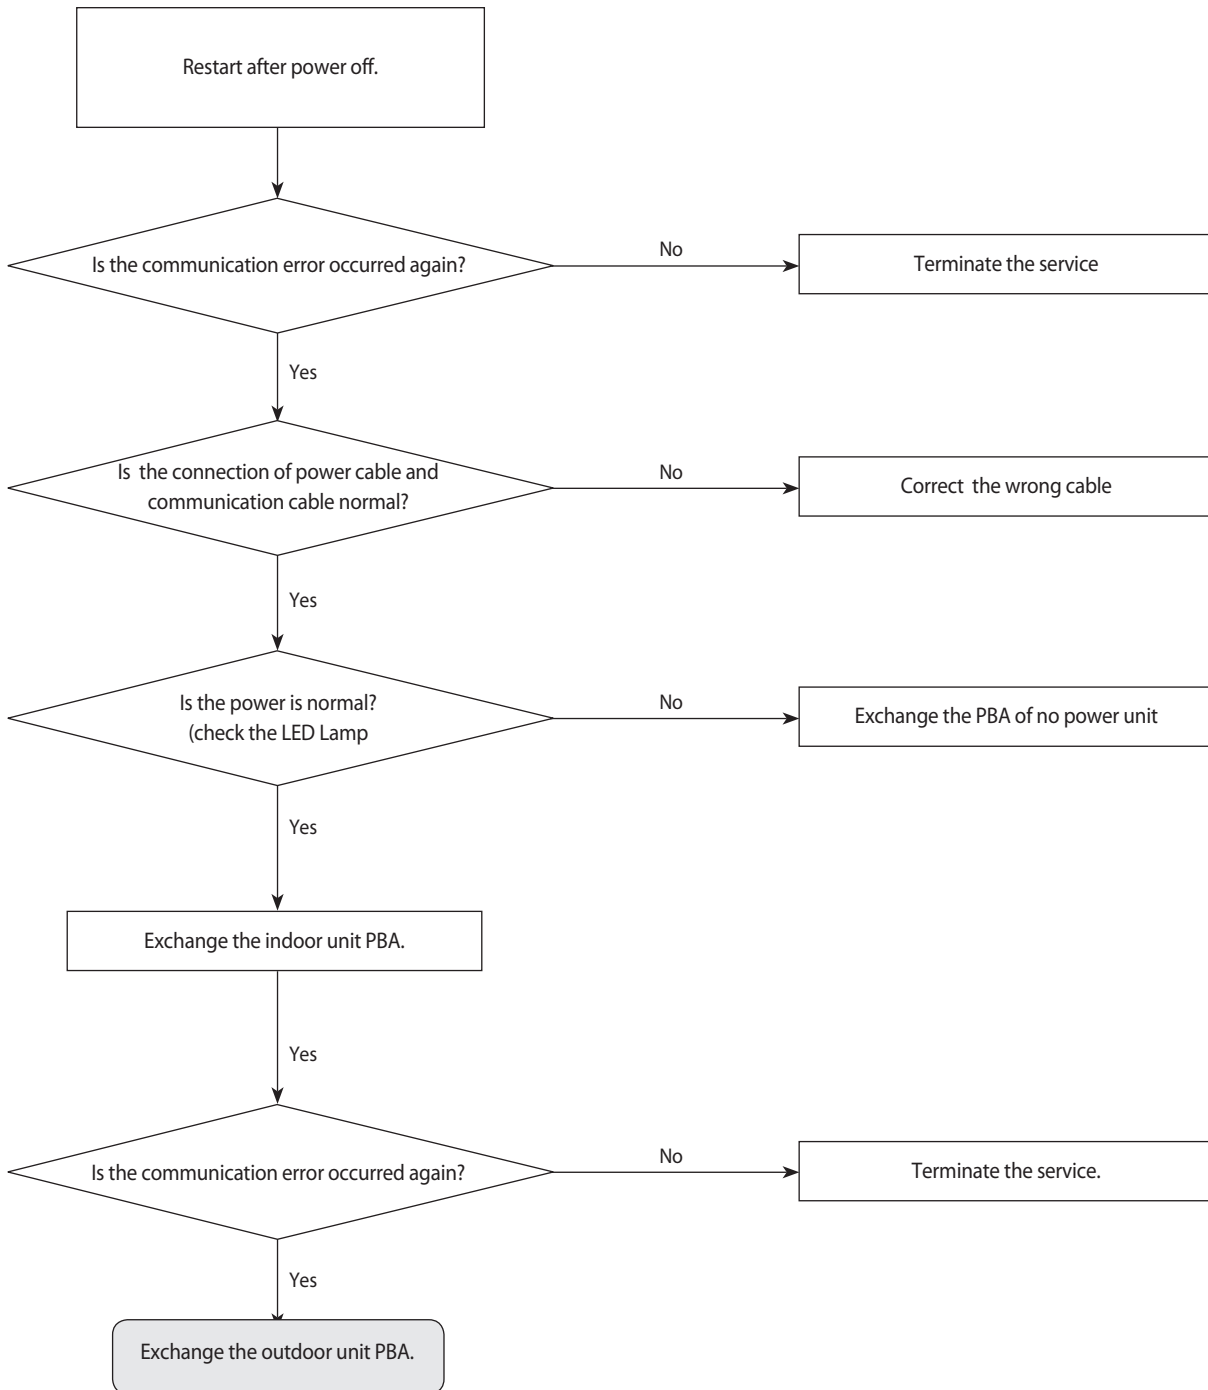 Restart after power off.
Is the communication error occurred again?
No
Terminate the service
Yes
Is the connection of power cable and
communication cable normal?
No
Correct the wrong cable
Yes
Is the power is normal?
(check the LED Lamp
No
Exchange the PBA of no power unit
Yes
Exchange the indoor unit PBA.
Yes
Is the communication error occurred again?
No
Terminate the service.
Yes
Exchange the outdoor unit PBA.